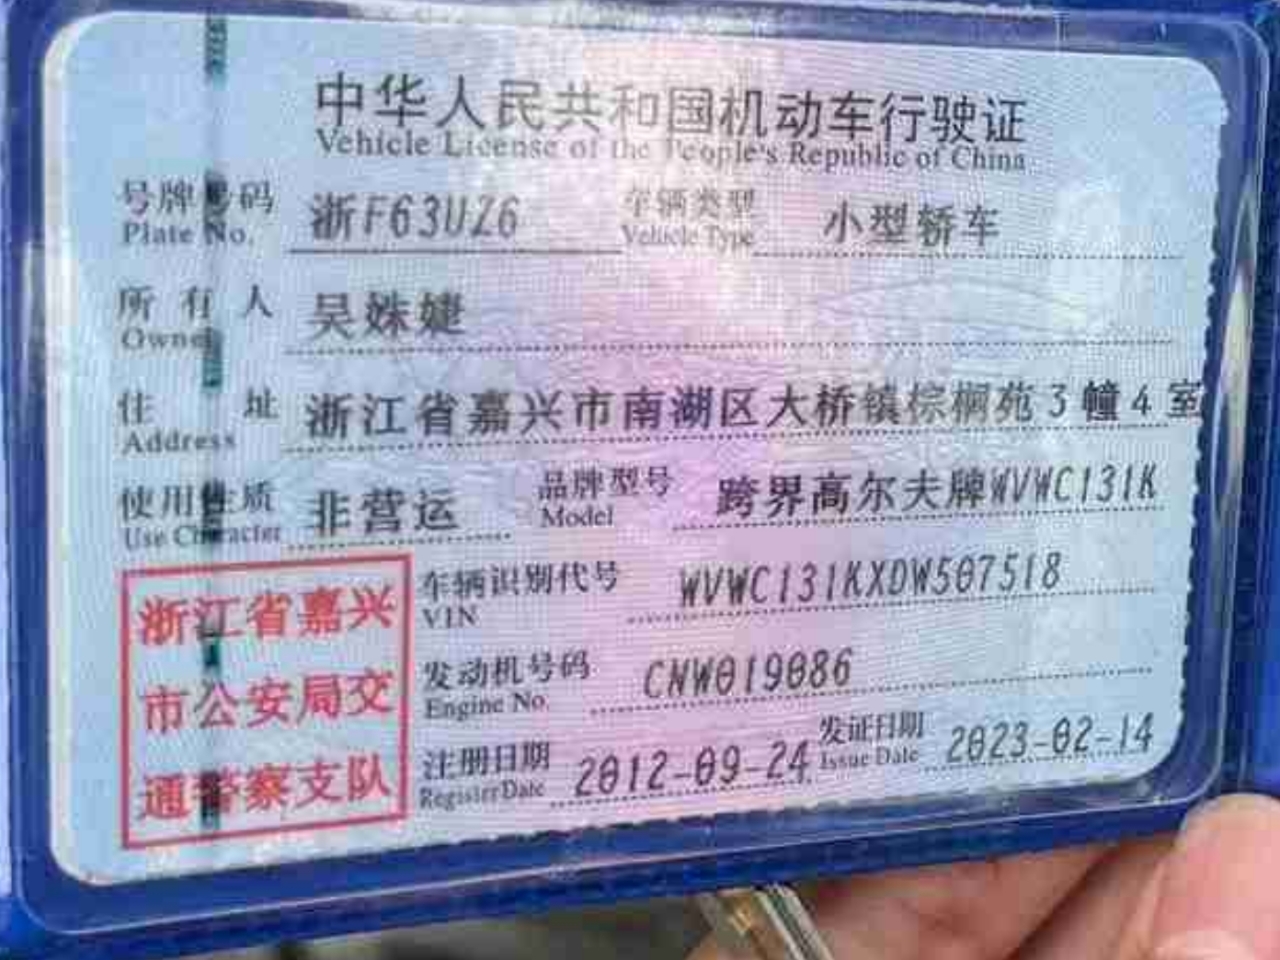 中华人民共和国机动车行驶证
Vehicle License of the People's Republic of China
号牌号码 浙F63UZ6 车辆类型 小型轿车
Plate No. Vehicle Type
所有人 吴姝婕
Owner
住址 浙江省嘉兴市南湖区大桥镇棕榈苑3幢4室
Address
使用性质 非营运 品牌型号 跨界高尔夫牌WVWC131K
Use Character Model
浙江省嘉兴
市公安局交
通警察支队
车辆识别代号 WVWC131KXDW507518
VIN
发动机号码 CNW019086
Engine No.
注册日期 2012-09-24 发证日期 2023-02-14
Register Date Issue Date